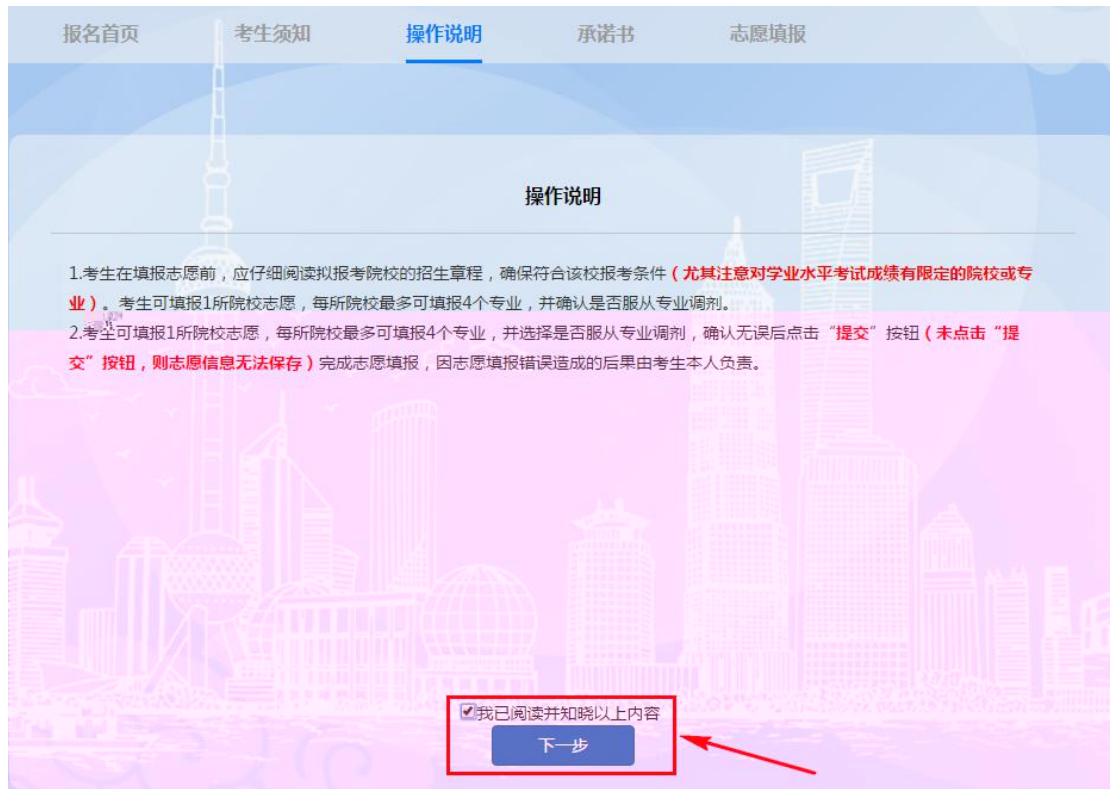 报名首页 考生须知 操作说明 承诺书 志愿填报
操作说明
1.考生在填报志愿前，应仔细阅读拟报考院校的招生章程，确保符合该校报考条件（尤其注意对学业水平考试成绩有限定的院校或专
业）。考生可填报1所院校志愿，每所院校最多可填报4个专业，并确认是否服从专业调剂。
2.考生可填报1所院校志愿，每所院校最多可填报4个专业，并选择是否服从专业调剂，确认无误后点击“提交”按钮（未点击“提
交”按钮，则志愿信息无法保存）完成志愿填报，因志愿填报错误造成的后果由考生本人负责。
我已阅读并知晓以上内容
下一步